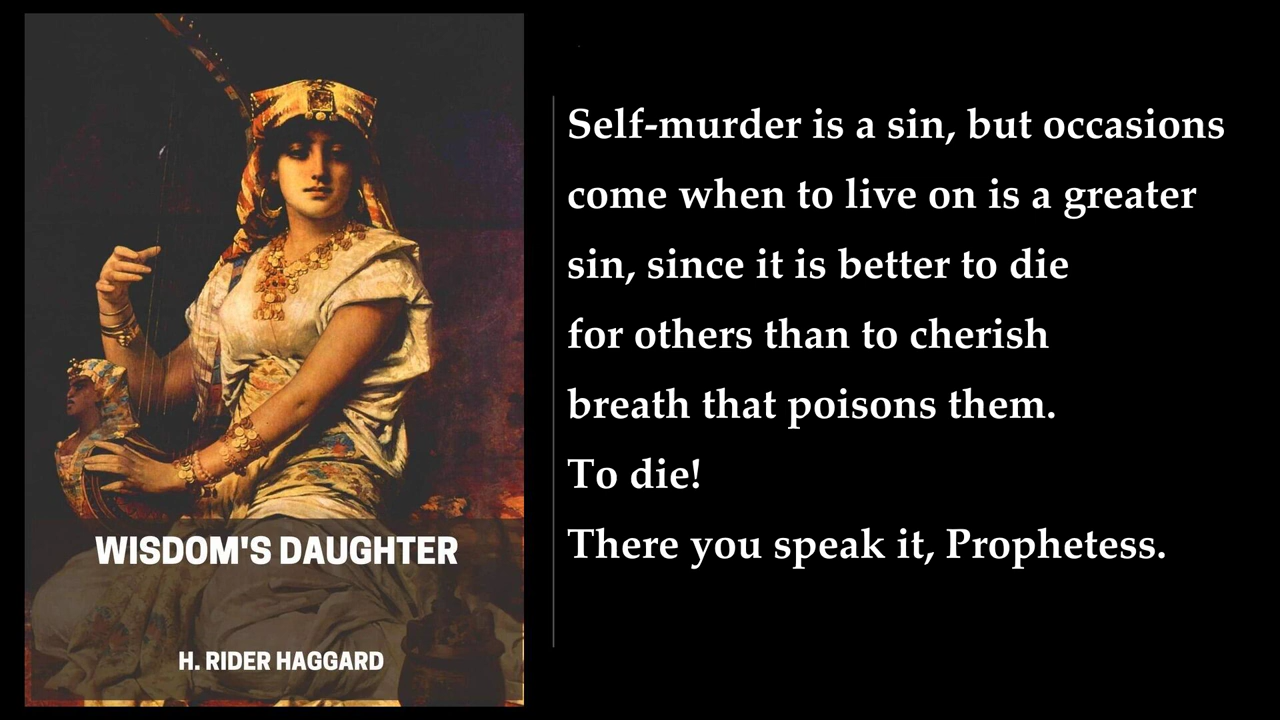 WISDOM'S DAUGHTER
H. RIDER HAGGARD
Self-murder is a sin, but occasions
come when to live on is a greater
sin, since it is better to die
for others than to cherish
breath that poisons them.
To die!
There you speak it, Prophetess.